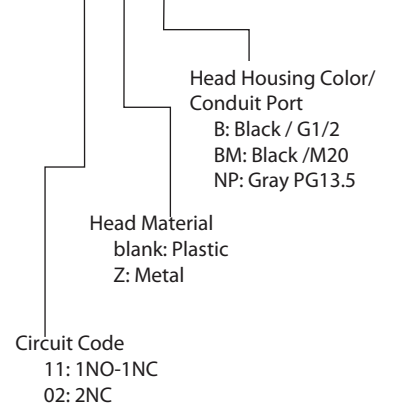 Head Housing Color/
Conduit Port
B: Black / G1/2
BM: Black /M20
NP: Gray PG13.5
Head Material
blank: Plastic
Z: Metal
Circuit Code
11: 1NO-1NC
02: 2NC